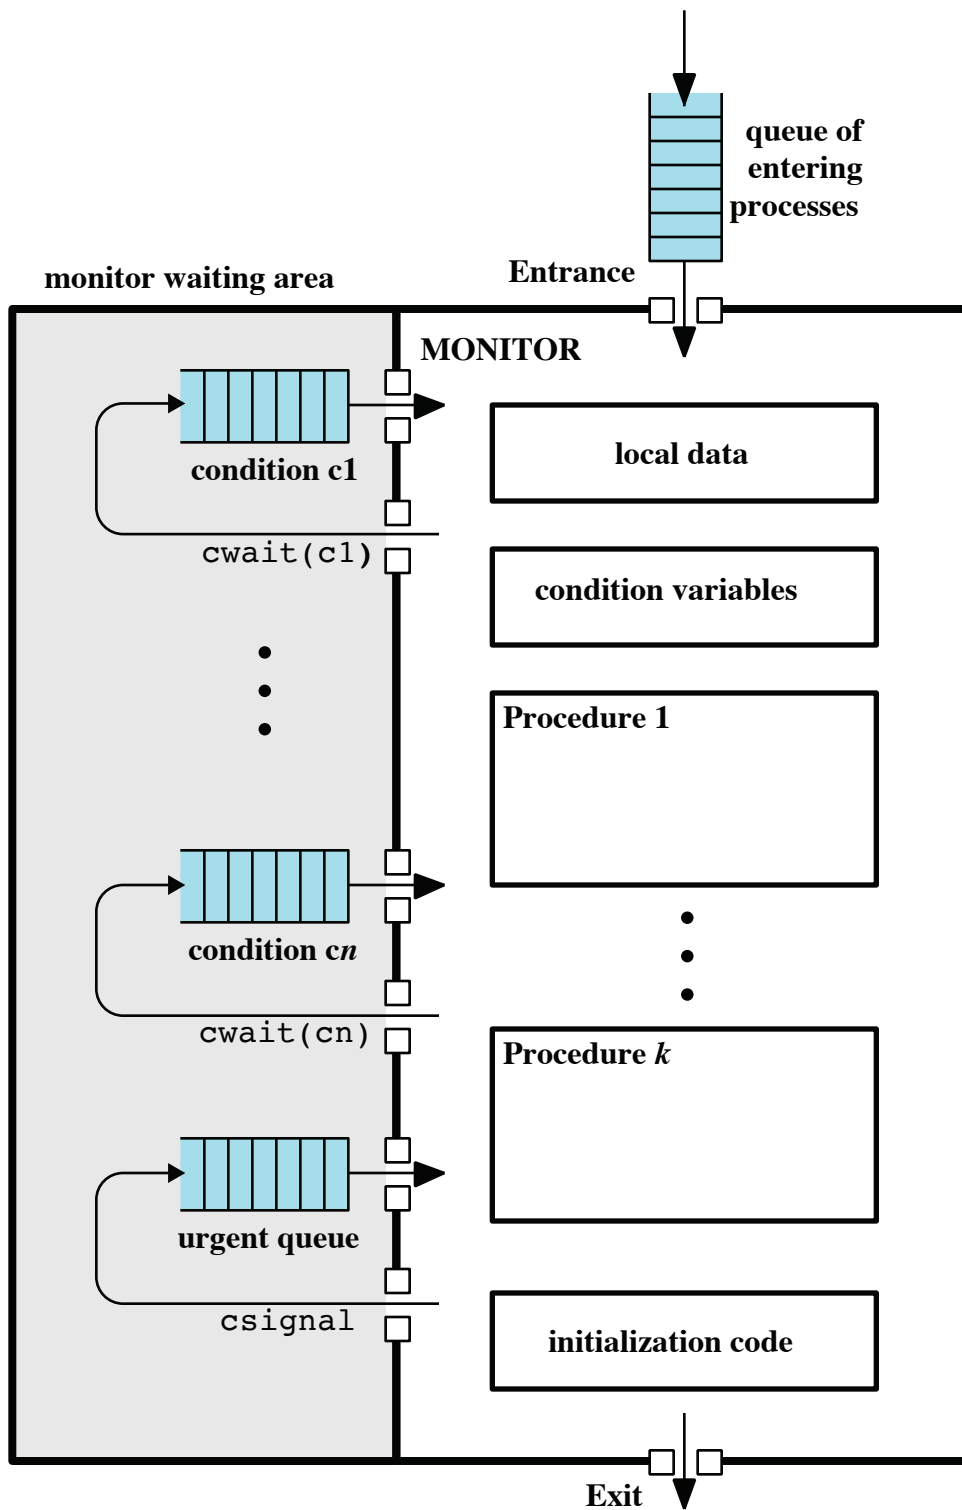 queue of
entering
processes
Entrance
monitor waiting area
MONITOR
condition c1
local data
cwait(c1)
condition variables
Procedure 1
condition cn
cwait(cn)
Procedure k
urgent queue
csignal
initialization code
Exit